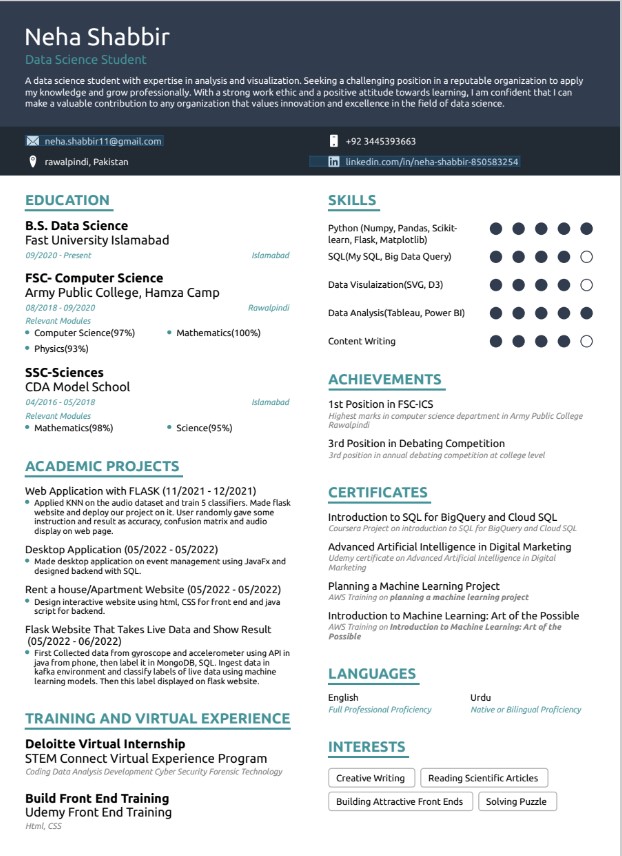 Neha Shabbir
Data Science Student
A data science student with expertise in analysis and visualization. Seeking a challenging position in a reputable organization to apply
my knowledge and grow professionally. With a strong work ethic and a positive attitude towards learning, I am confident that I can
make a valuable contribution to any organization that values innovation and excellence in the field of data science.
neha.shabbir11@gmail.com
+92 3445393663
rawalpindi, Pakistan
linkedin.com/in/neha-shabbir-850583254
EDUCATION
B.S. Data Science
Fast University Islamabad
09/2020 - Present Islamabad
FSC- Computer Science
Army Public College, Hamza Camp
08/2018 - 09/2020 Rawalpindi
Relevant Modules
Computer Science(97%) Mathematics(100%)
Physics(93%)
SSC-Sciences
CDA Model School
04/2016 - 05/2018 Islamabad
Relevant Modules
Mathematics(98%) Science(95%)
ACADEMIC PROJECTS
Web Application with FLASK (11/2021 - 12/2021)
Applied KNN on the audio dataset and train 5 classifiers. Made flask
website and deploy our project on it. User randomly gave some
instruction and result as accuracy, confusion matrix and audio
display on web page.
Desktop Application (05/2022 - 05/2022)
Made desktop application on event management using JavaFx and
designed backend with SQL.
Rent a house/Apartment Website (05/2022 - 05/2022)
Design interactive website using html, CSS for front end and java
script for backend.
Flask Website That Takes Live Data and Show Result
(05/2022 - 06/2022)
First Collected data from gyroscope and accelerometer using API in
java from phone, then label it in MongoDB, SQL. Ingest data in
kafka environment and classify labels of live data using machine
learning models. Then this label displayed on flask website.
TRAINING AND VIRTUAL EXPERIENCE
Deloitte Virtual Internship
STEM Connect Virtual Experience Program
Coding Data Analysis Development Cyber Security Forensic Technology
Build Front End Training
Udemy Front End Training
Html, CSS
SKILLS
Python (Numpy, Pandas, Scikit-
learn, Flask, Matplotlib)
SQL(My SQL, Big Data Query)
Data Visulaization(SVG, D3)
Data Analysis(Tableau, Power BI)
Content Writing
ACHIEVEMENTS
1st Position in FSC-ICS
Highest marks in computer science department in Army Public College
Rawalpindi
3rd Position in Debating Competition
3rd position in annual debating competition at college level
CERTIFICATES
Introduction to SQL for BigQuery and Cloud SQL
Coursera Project on introduction to SQL for BigQuery and Cloud SQL
Advanced Artificial Intelligence in Digital Marketing
Udemy certificate on Advanced Artificial Intelligence in Digital
Marketing
Planning a Machine Learning Project
AWS Training on planning a machine learning project
Introduction to Machine Learning: Art of the Possible
AWS Training on Introduction to Machine Learning: Art of the
Possible
LANGUAGES
English Urdu
Full Professional Proficiency Native or Bilingual Proficiency
INTERESTS
Creative Writing Reading Scientific Articles
Building Attractive Front Ends Solving Puzzle